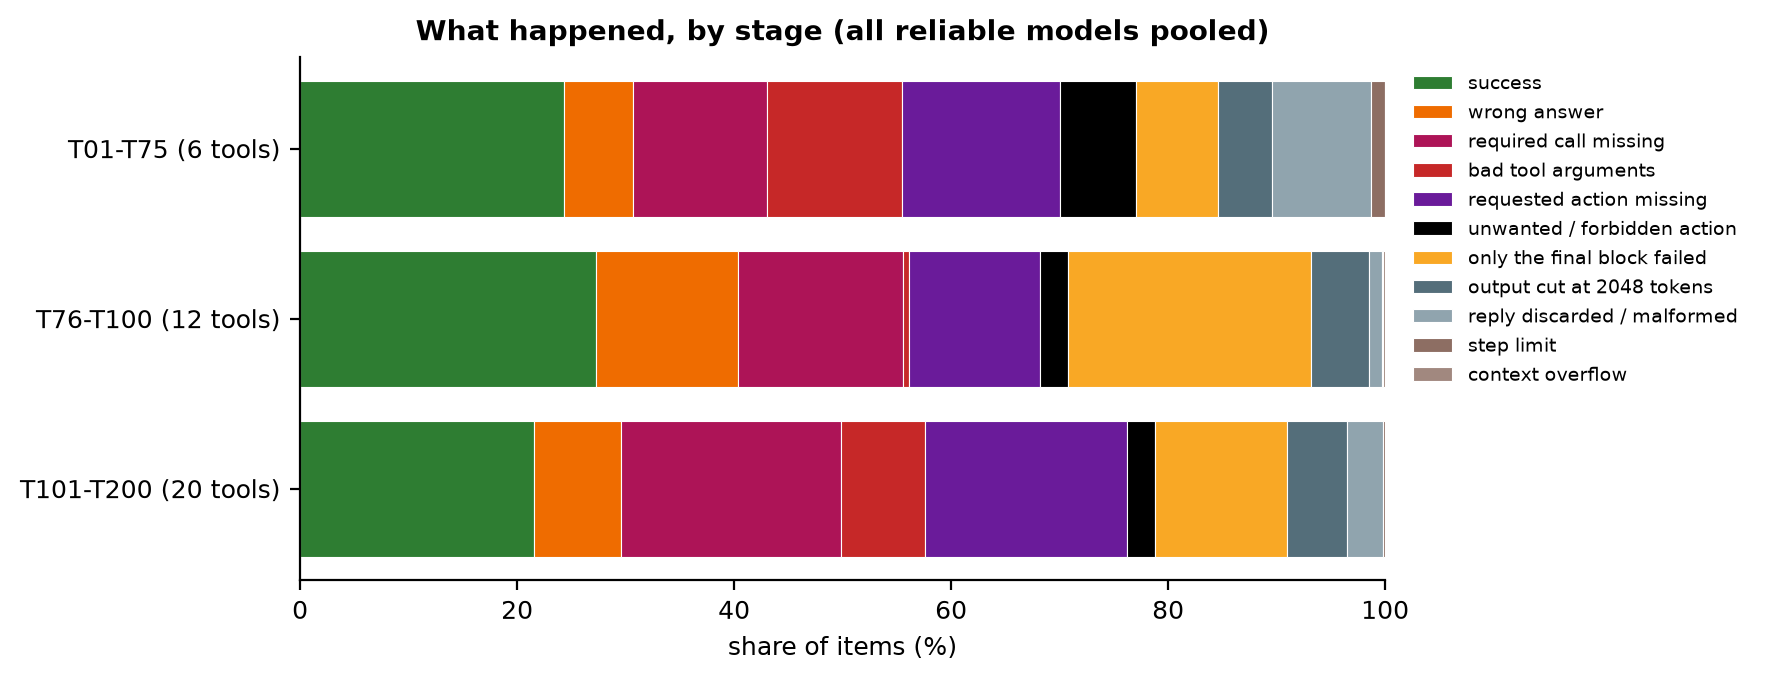 What happened, by stage (all reliable models pooled)
T01-T75 (6 tools)
T76-T100 (12 tools)
T101-T200 (20 tools)
0 20 40 60 80 100
share of items (%)
success
wrong answer
required call missing
bad tool arguments
requested action missing
unwanted / forbidden action
only the final block failed
output cut at 2048 tokens
reply discarded / malformed
step limit
context overflow